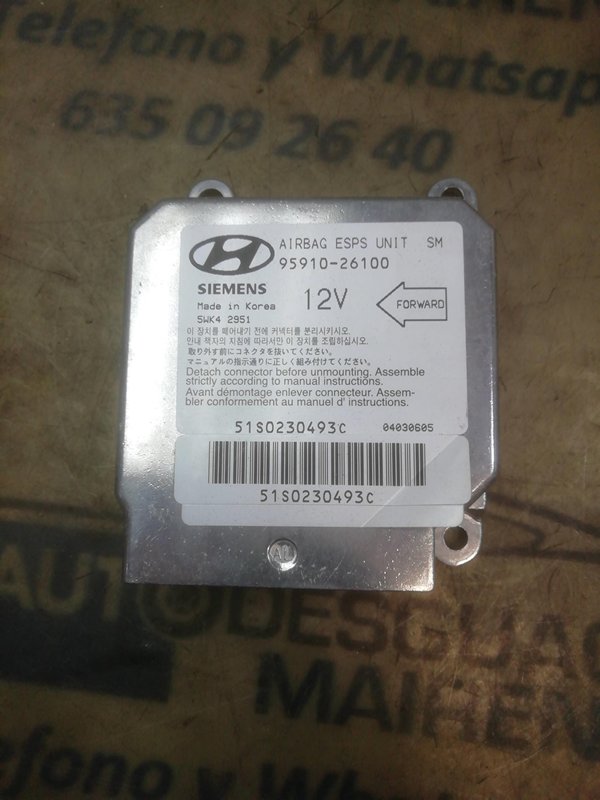 Telefono y Whatsap
635 09 26 40
AIRBAG ESPS UNIT SM
95910-26100
SIEMENS
Made in Korea
5WK4 2951
12V
FORWARD
이 장치를 떼어내기 전에 커넥터를 분리시키시오.
안내 책자의 지침에 따라서만 이 장치를 조립하십시오.
取り外す前にコネクタを抜いてください。
マニュアルの指示通りに正しく組み付けてください。
Detach connector before unmounting. Assemble
strictly according to manual instructions.
Avant démontage enlever connecteur. Assem-
bler conformement au manuel d' instructions.
51S0230493C 04030605
51S0230493C
AUTODESGUAC
MAIREN
efono y What